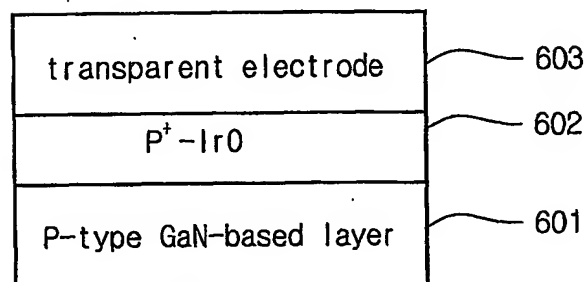 transparent electrode
603
P⁺-IrO
602
P-type GaN-based layer
601